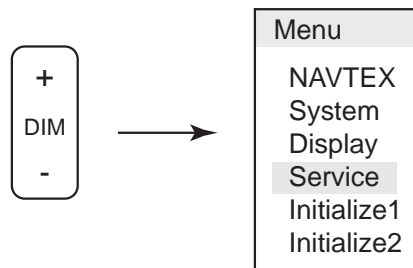 +
DIM
-
Menu
NAVTEX
System
Display
Service
Initialize1
Initialize2